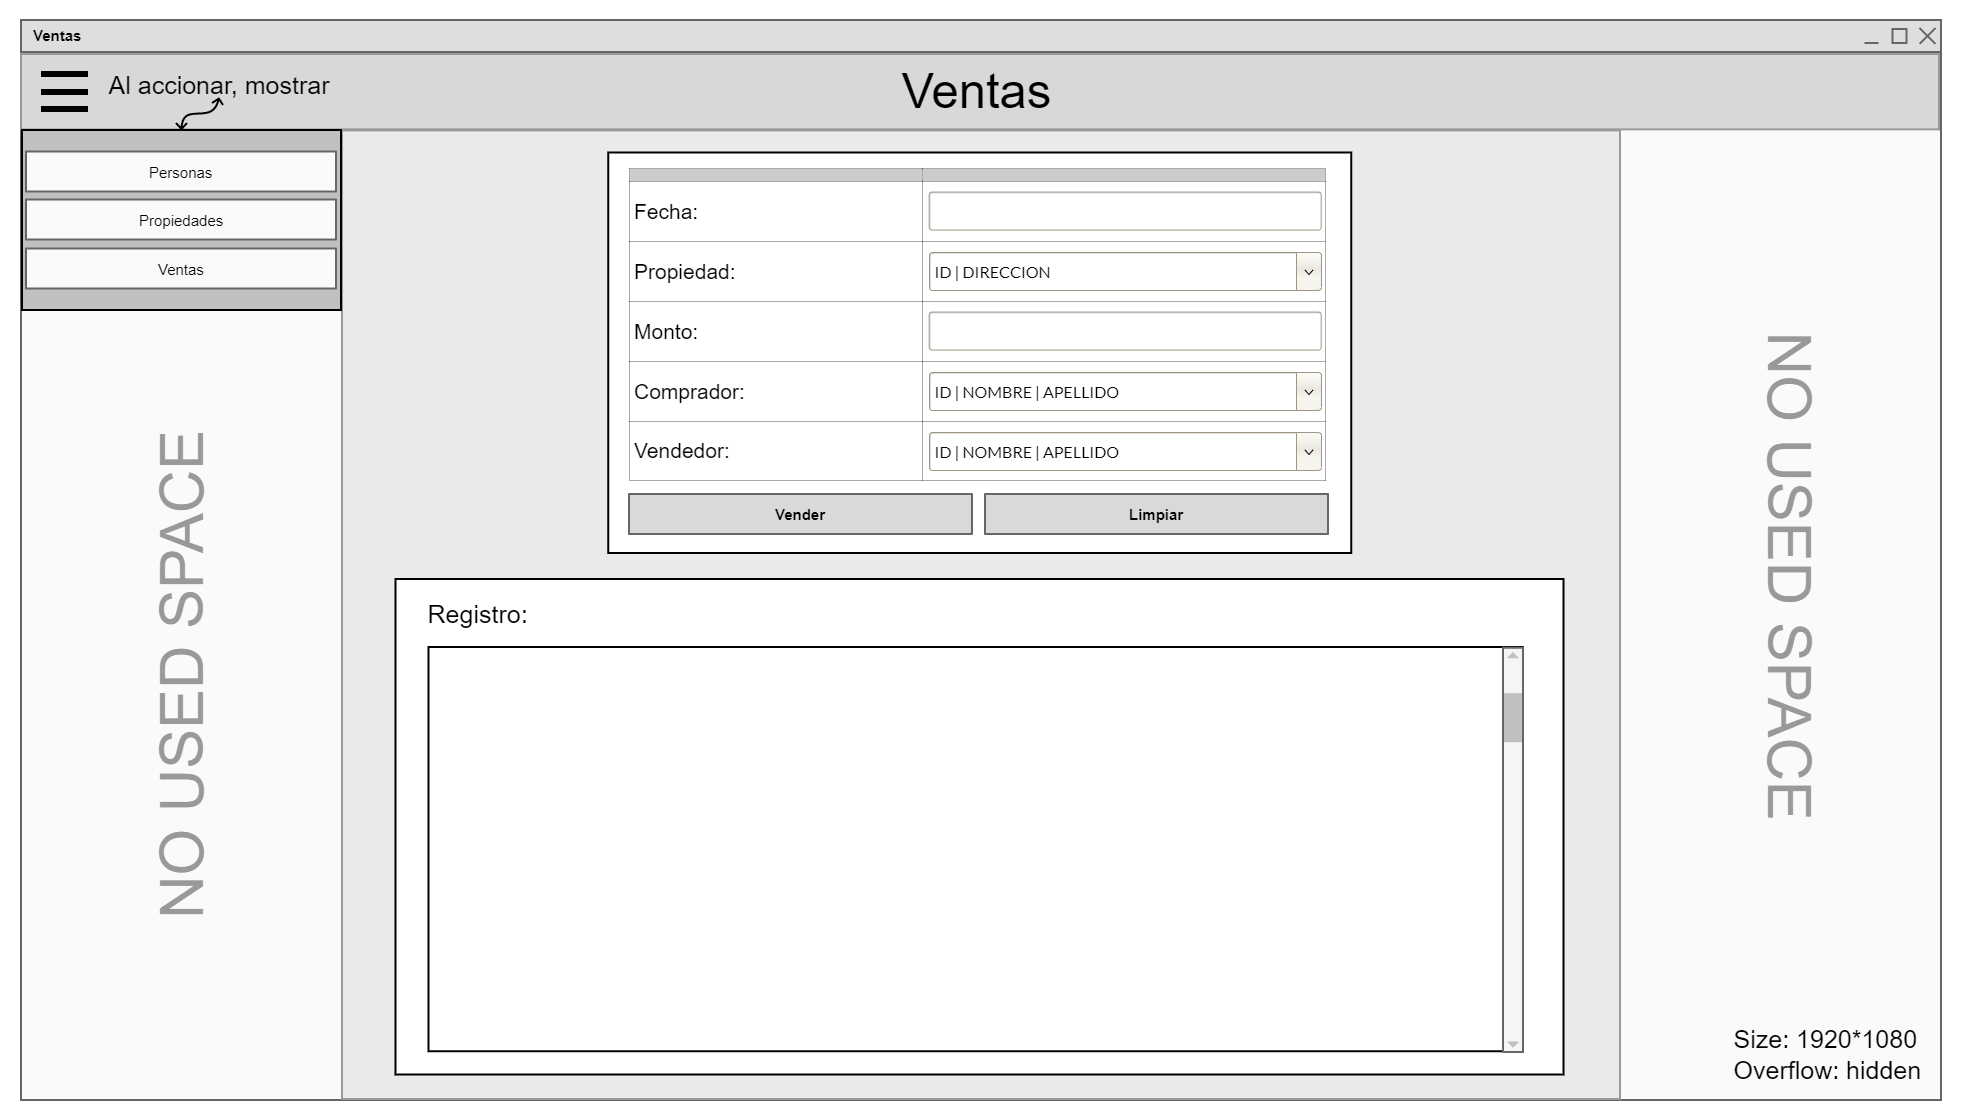 Ventas
Al accionar, mostrar
Ventas
Personas
Propiedades
Ventas
Fecha:
Propiedad:
ID | DIRECCION
Monto:
Comprador:
ID | NOMBRE | APELLIDO
Vendedor:
ID | NOMBRE | APELLIDO
Vender
Limpiar
Registro:
NO USED SPACE
NO USED SPACE
Size: 1920*1080
Overflow: hidden